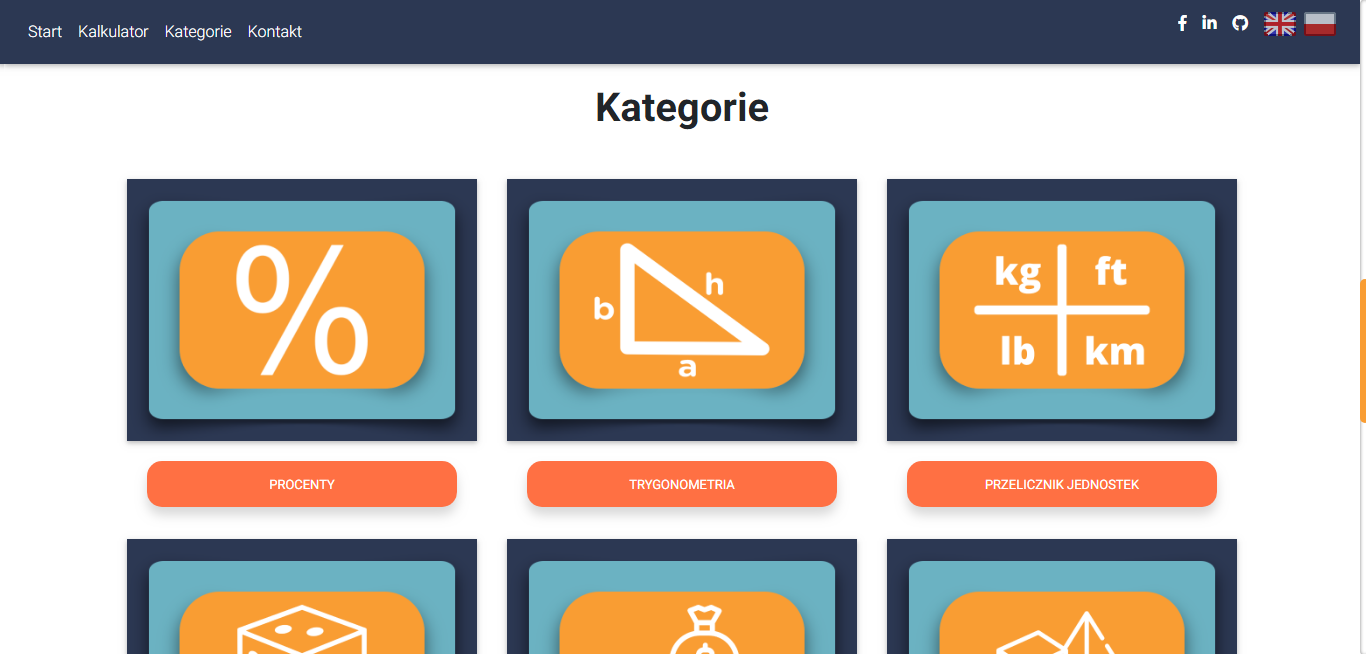 Start Kalkulator Kategorie Kontakt
Kategorie
%
b h
a
kg ft
lb km
PROCENTY TRYGONOMETRIA PRZELICZNIK JEDNOSTEK
$